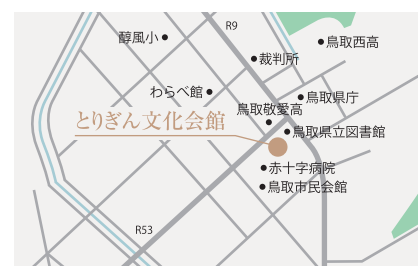 R9
醇風小
鳥取西高
裁判所
わらべ館
鳥取県庁
鳥取敬愛高
とりぎん文化会館
鳥取県立図書館
赤十字病院
鳥取市民会館
R53